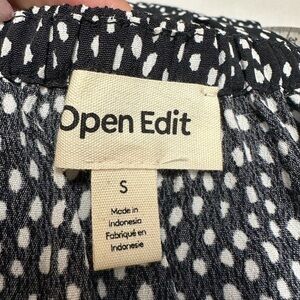 Open Edit
S
Made in
Indonesia
Fabriqué en
Indonésie